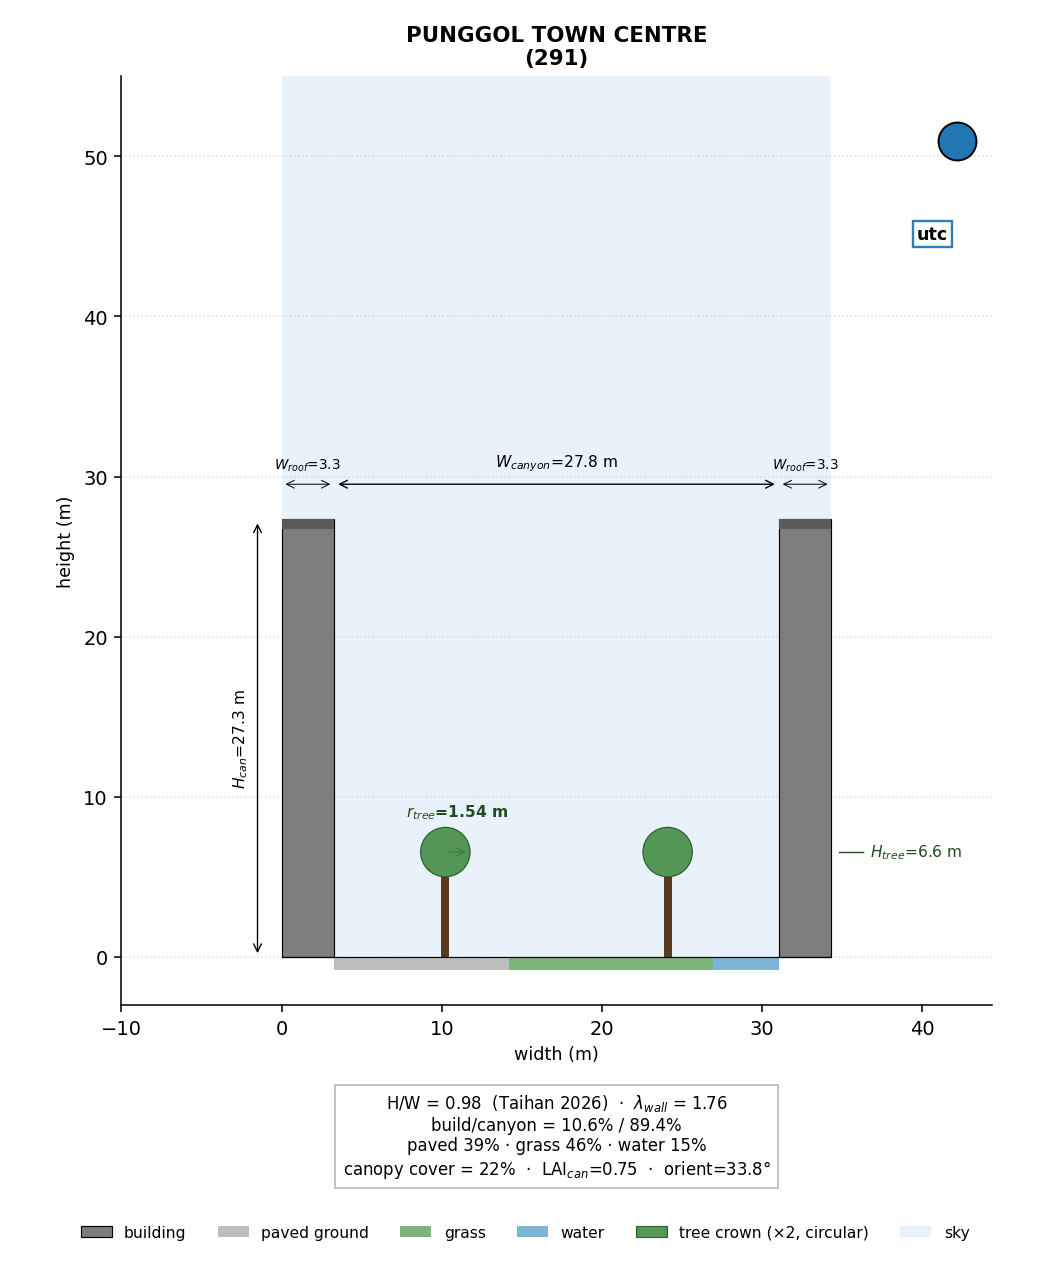 PUNGGOL TOWN CENTRE
(291)
50
utc
40
W_roof=3.3
W_canyon=27.8 m
W_roof=3.3
30
height (m)
20
H_can=27.3 m
10
r_tree=1.54 m
H_tree=6.6 m
0
−10 0 10 20 30 40
width (m)
H/W = 0.98 (Taihan 2026) · λ_wall = 1.76
build/canyon = 10.6% / 89.4%
paved 39% · grass 46% · water 15%
canopy cover = 22% · LAI_can=0.75 · orient=33.8°
building paved ground grass water tree crown (×2, circular) sky